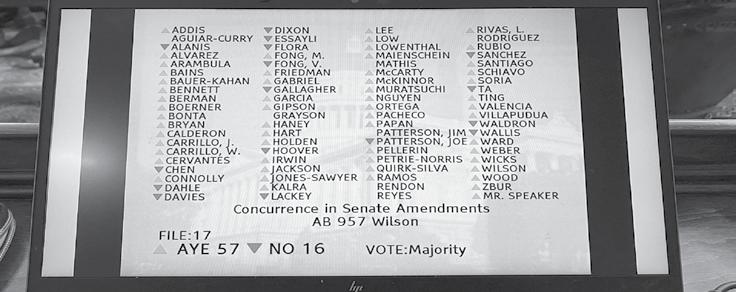 ADDIS
AGUIAR-CURRY
ALANIS
ALVAREZ
ARAMBULA
BAINS
BAUER-KAHAN
BENNETT
BERMAN
BOERNER
BONTA
BRYAN
CALDERON
CARRILLO, J.
CARRILLO, W.
CERVANTES
CHEN
CONNOLLY
DAHLE
DAVIES
DIXON
ESSAYLI
FLORA
FONG, M.
FONG, V.
FRIEDMAN
GABRIEL
GALLAGHER
GARCIA
GIPSON
GRAYSON
HANEY
HART
HOLDEN
HOOVER
IRWIN
JACKSON
JONES-SAWYER
KALRA
LACKEY
LEE
LOW
LOWENTHAL
MAIENSCHEIN
MATHIS
McCARTY
McKINNOR
MURATSUCHI
NGUYEN
ORTEGA
PACHECO
PAPAN
PATTERSON, JIM
PATTERSON, JOE
PELLERIN
PETRIE-NORRIS
QUIRK-SILVA
RAMOS
RENDON
REYES
RIVAS, L.
RODRIGUEZ
RUBIO
SANCHEZ
SANTIAGO
SCHIAVO
SORIA
TA
TING
VALENCIA
VILLAPUDUA
WALDRON
WALLIS
WARD
WEBER
WICKS
WILSON
WOOD
ZBUR
MR. SPEAKER
Concurrence in Senate Amendments
AB 957 Wilson
FILE:17
AYE 57 NO 16 VOTE:Majority
hp